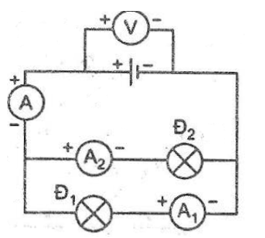 + V -
+ + -
A
-
+ A₂ - Đ₂
Đ₁ + A₁ -